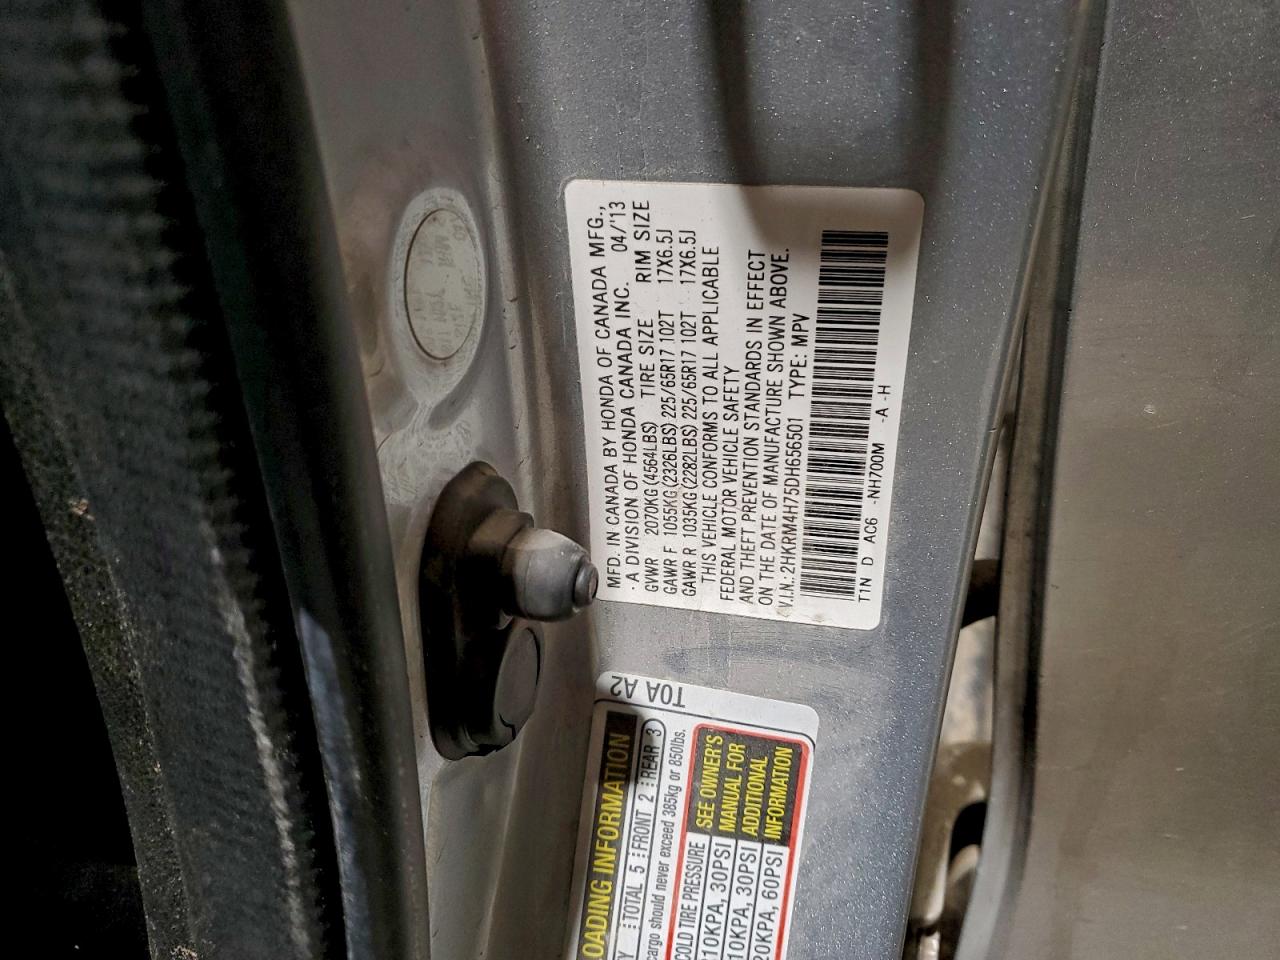 MFD. IN CANADA BY HONDA OF CANADA MFG.,
· A DIVISION OF HONDA CANADA INC. 04/'13
GVWR 2070KG(4564LBS) TIRE SIZE RIM SIZE
GAWR F 1055KG(2326LBS) 225/65R17 102T 17X6.5J
GAWR R 1035KG(2282LBS) 225/65R17 102T 17X6.5J
THIS VEHICLE CONFORMS TO ALL APPLICABLE
FEDERAL MOTOR VEHICLE SAFETY
AND THEFT PREVENTION STANDARDS IN EFFECT
ON THE DATE OF MANUFACTURE SHOWN ABOVE.
V.I.N.: 2HKRM4H75DH656501 TYPE: MPV
T1N D AC6 -NH700M -A -H
T0A A2
LOADING INFORMATION
TOTAL 5 FRONT 2 REAR 3
cargo should never exceed 385kg or 850lbs.
COLD TIRE PRESSURE
10KPA, 30PSI
10KPA, 30PSI
20KPA, 60PSI
SEE OWNER'S
MANUAL FOR
ADDITIONAL
INFORMATION